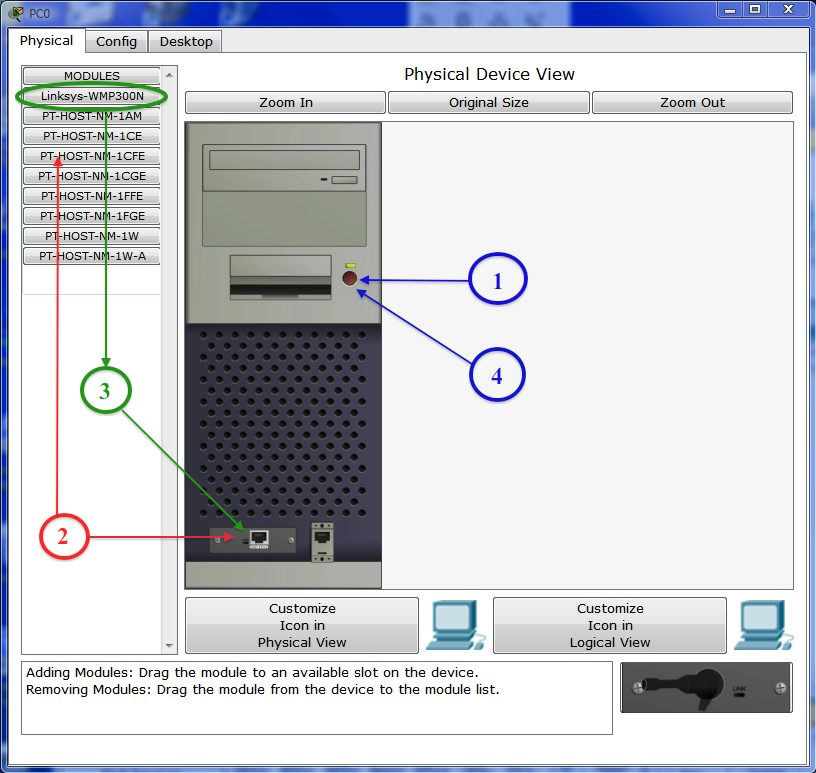 PC0
Physical
Config
Desktop
MODULES
Linksys-WMP300N
PT-HOST-NM-1AM
PT-HOST-NM-1CE
PT-HOST-NM-1CFE
PT-HOST-NM-1CGE
PT-HOST-NM-1FFE
PT-HOST-NM-1FGE
PT-HOST-NM-1W
PT-HOST-NM-1W-A
Physical Device View
Zoom In
Original Size
Zoom Out
1
4
3
2
Customize
Icon in
Physical View
Customize
Icon in
Logical View
Adding Modules: Drag the module to an available slot on the device.
Removing Modules: Drag the module from the device to the module list.
LINK